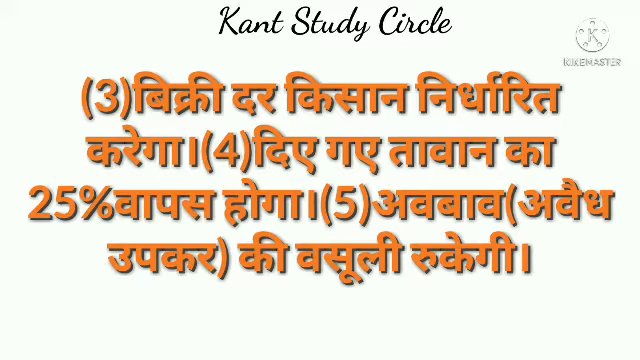 Kant Study Circle
KINEMASTER
(3)बिक्री दर किसान निर्धारित
करेगा।(4)दिए गए तावान का
25%वापस होगा।(5)अवबाव(अवैध
उपकर) की वसूली रुकेगी।